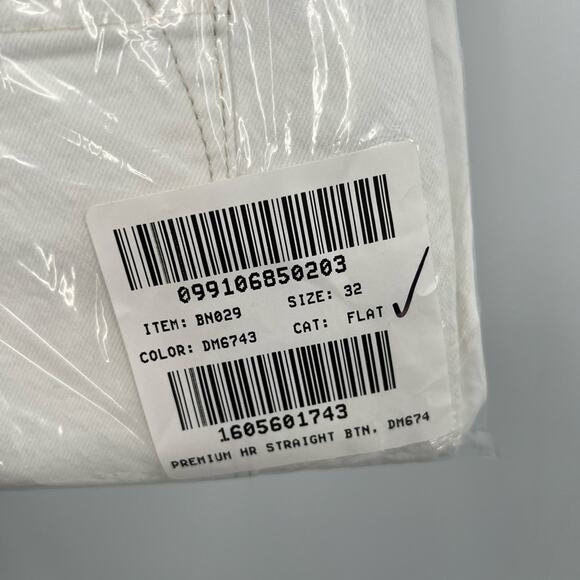 099106850203
ITEM: BN029 SIZE: 32
COLOR: DM6743 CAT: FLAT
1605601743
PREMIUM HR STRAIGHT BTN. DM674